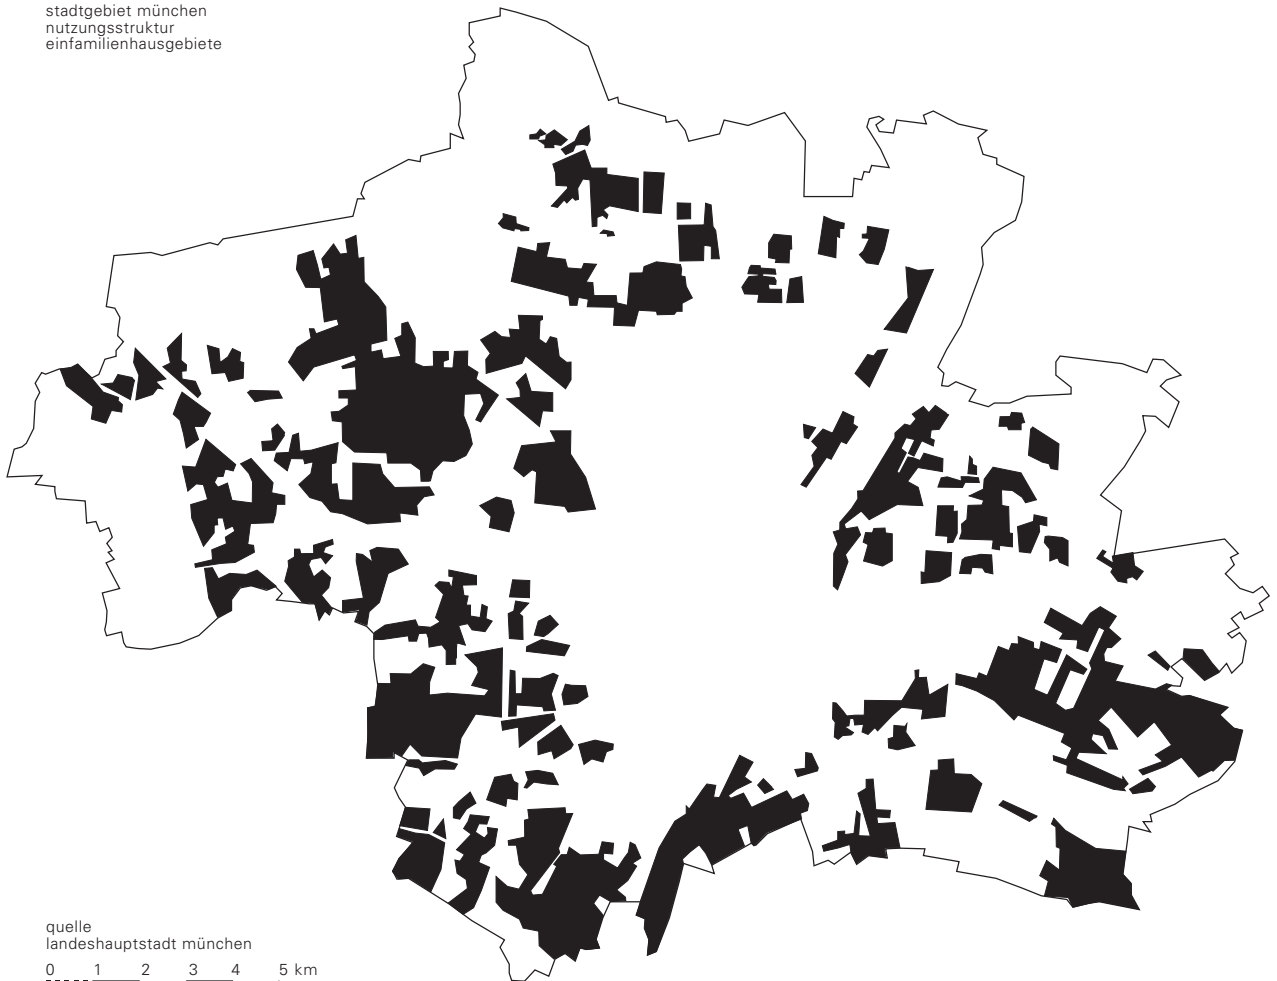 stadtgebiet münchen
nutzungsstruktur
einfamilienhausgebiete
quelle
landeshauptstadt münchen
0 1 2 3 4 5 km